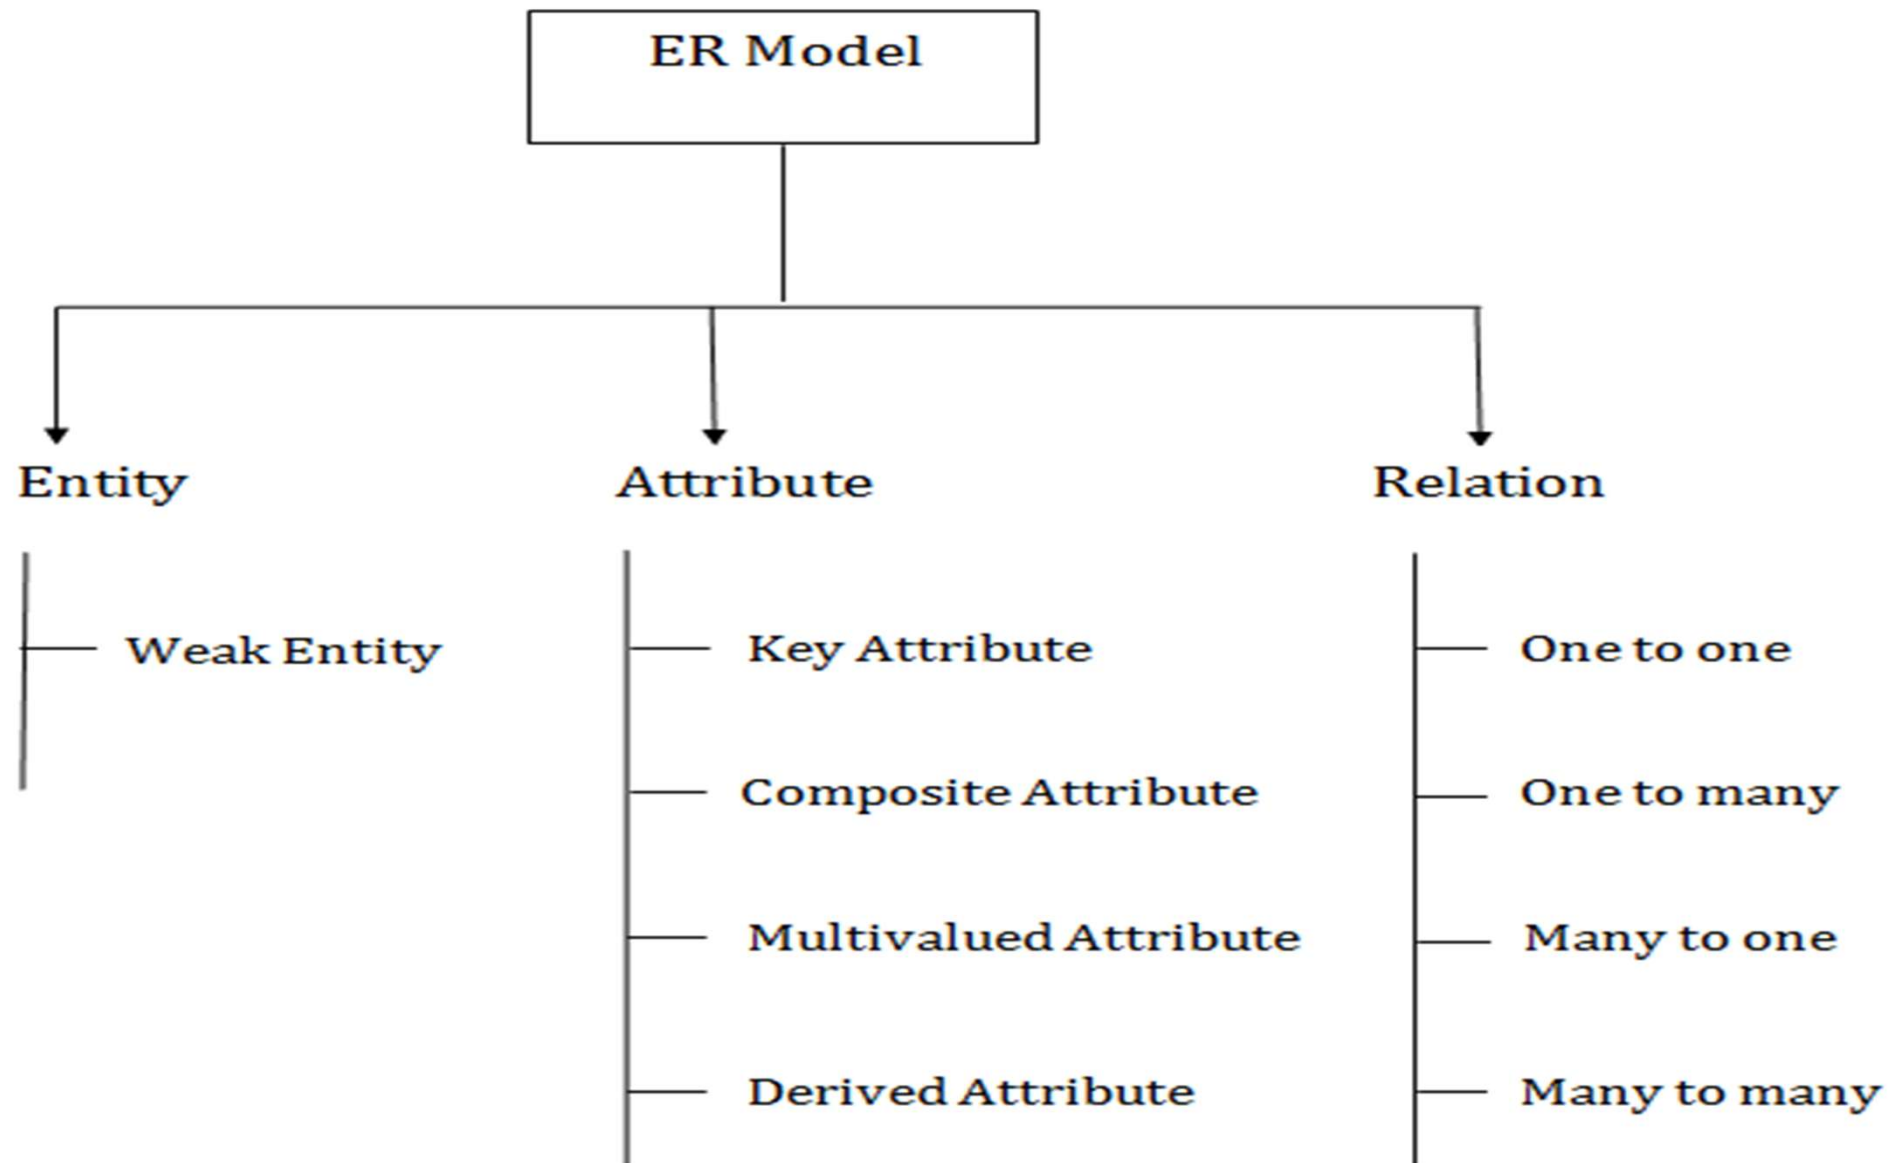 ER Model
Entity
Attribute
Relation
Weak Entity
Key Attribute
One to one
Composite Attribute
One to many
Multivalued Attribute
Many to one
Derived Attribute
Many to many